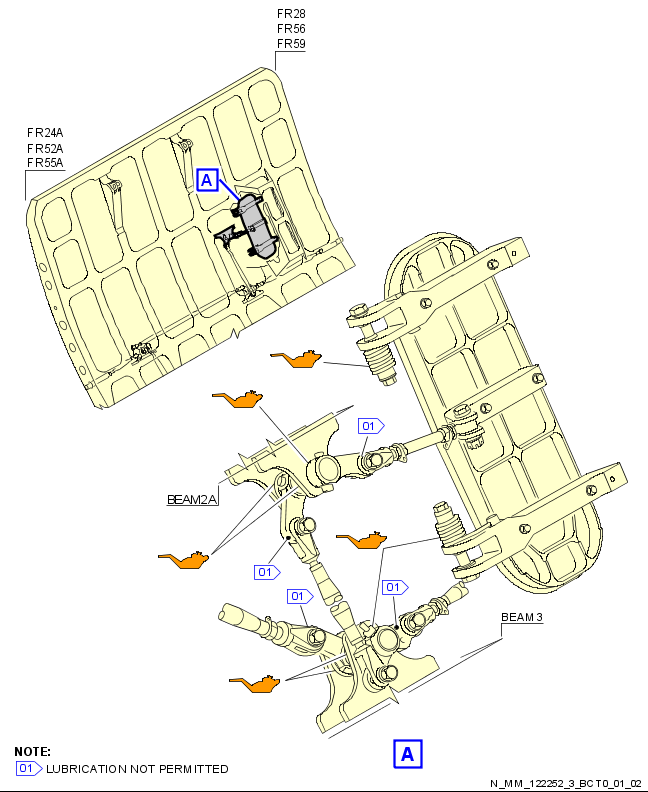 FR28
FR56
FR59
FR24A
FR52A
FR55A
A
01
BEAM2A
01
01
01
BEAM 3
A
NOTE:
01 LUBRICATION NOT PERMITTED
N_MM_122252_3_BCT0_01_02